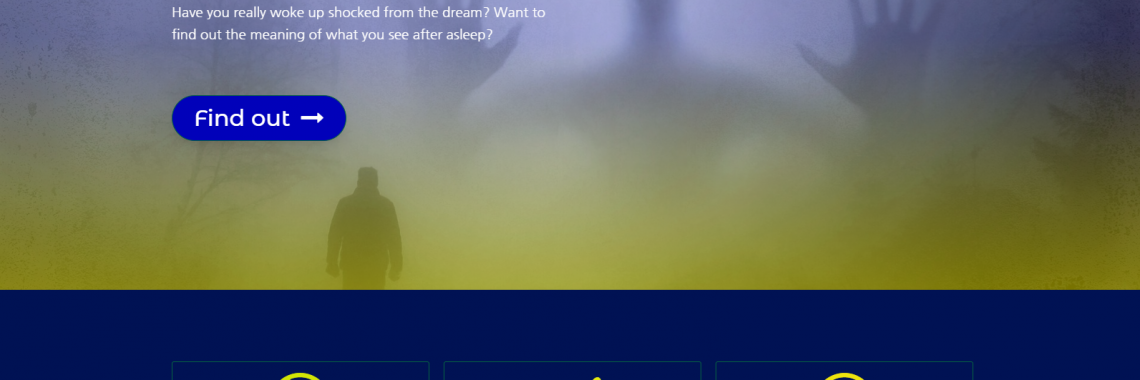 Have you really woke up shocked from the dream? Want to
find out the meaning of what you see after asleep?
Find out